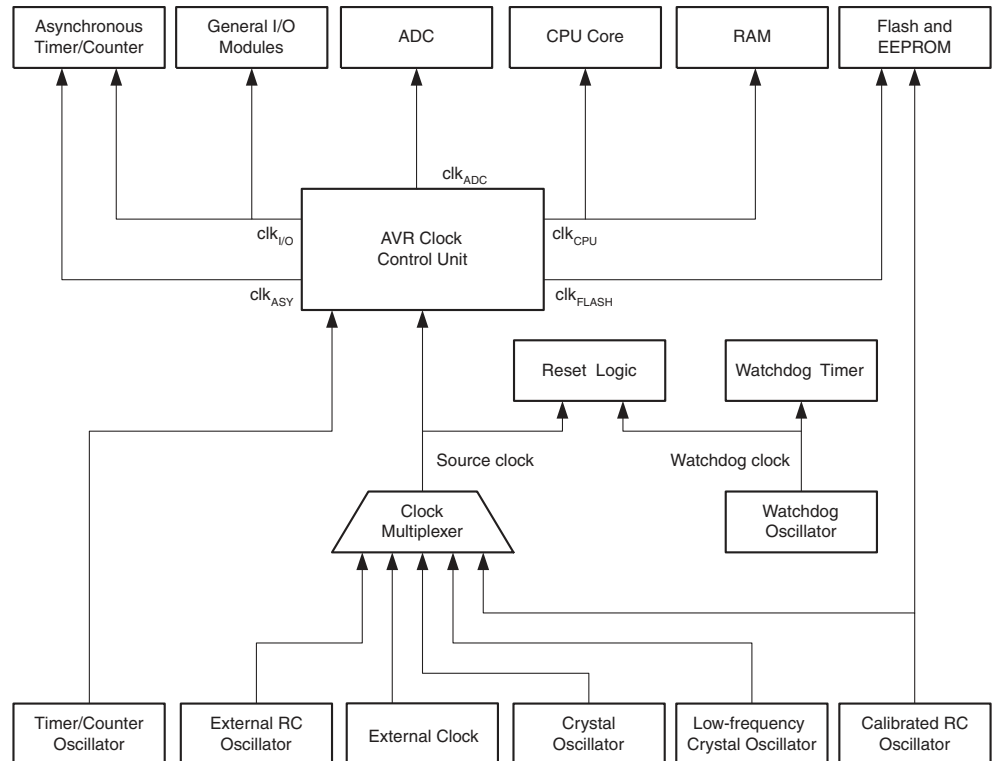 Asynchronous
Timer/Counter
General I/O
Modules
ADC
CPU Core
RAM
Flash and
EEPROM
clkADC
clkI/O
AVR Clock
Control Unit
clkCPU
clkASY
clkFLASH
Reset Logic
Watchdog Timer
Source clock
Watchdog clock
Clock
Multiplexer
Watchdog
Oscillator
Timer/Counter
Oscillator
External RC
Oscillator
External Clock
Crystal
Oscillator
Low-frequency
Crystal Oscillator
Calibrated RC
Oscillator